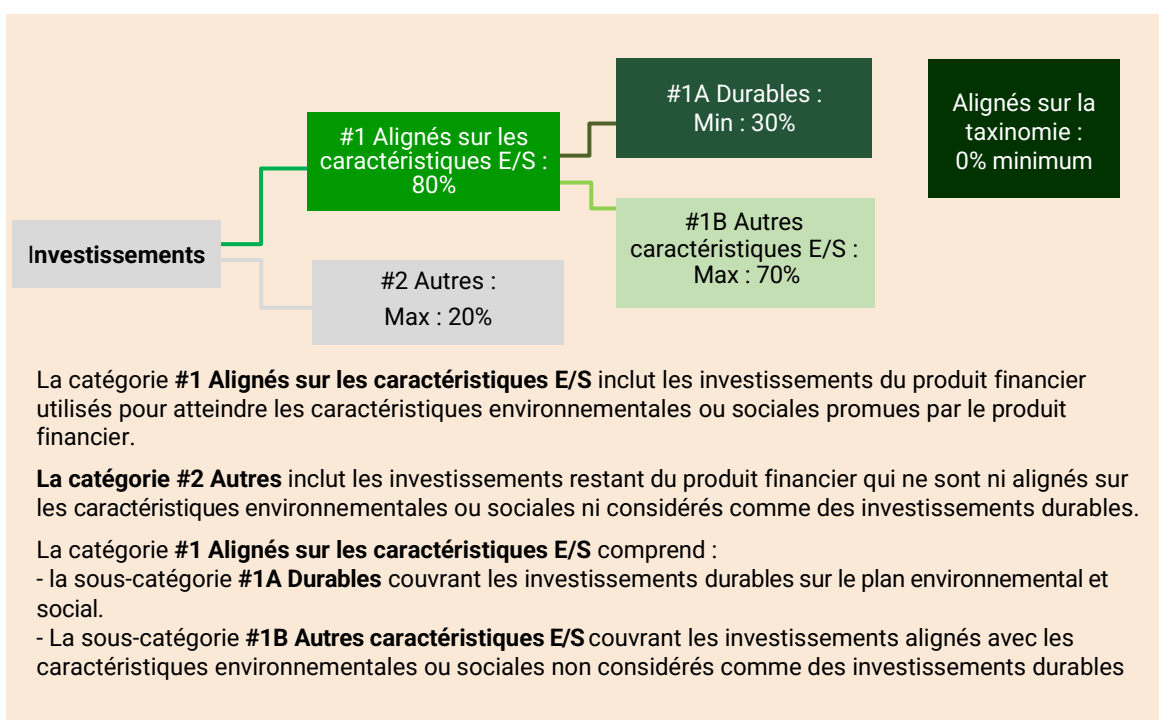 #1A Durables :
Min : 30%
Alignés sur la
taxinomie :
0% minimum
#1 Alignés sur les
caractéristiques E/S :
80%
#1B Autres
caractéristiques E/S :
Max : 70%
Investissements
#2 Autres :
Max : 20%
La catégorie #1 Alignés sur les caractéristiques E/S inclut les investissements du produit financier
utilisés pour atteindre les caractéristiques environnementales ou sociales promues par le produit
financier.
La catégorie #2 Autres inclut les investissements restant du produit financier qui ne sont ni alignés sur
les caractéristiques environnementales ou sociales ni considérés comme des investissements durables.
La catégorie #1 Alignés sur les caractéristiques E/S comprend :
- la sous-catégorie #1A Durables couvrant les investissements durables sur le plan environnemental et
social.
- La sous-catégorie #1B Autres caractéristiques E/S couvrant les investissements alignés avec les
caractéristiques environnementales ou sociales non considérés comme des investissements durables